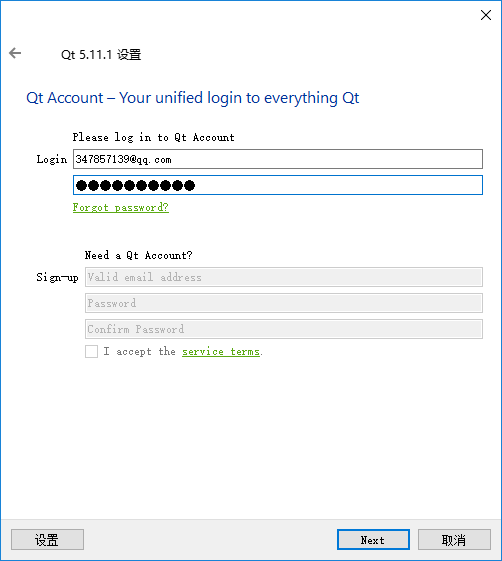 Qt 5.11.1 设置
Qt Account – Your unified login to everything Qt
Please log in to Qt Account
Login 347857139@qq.com
●●●●●●●●●●
Forgot password?
Need a Qt Account?
Sign-up Valid email address
Password
Confirm Password
I accept the service terms.
设置 Next 取消